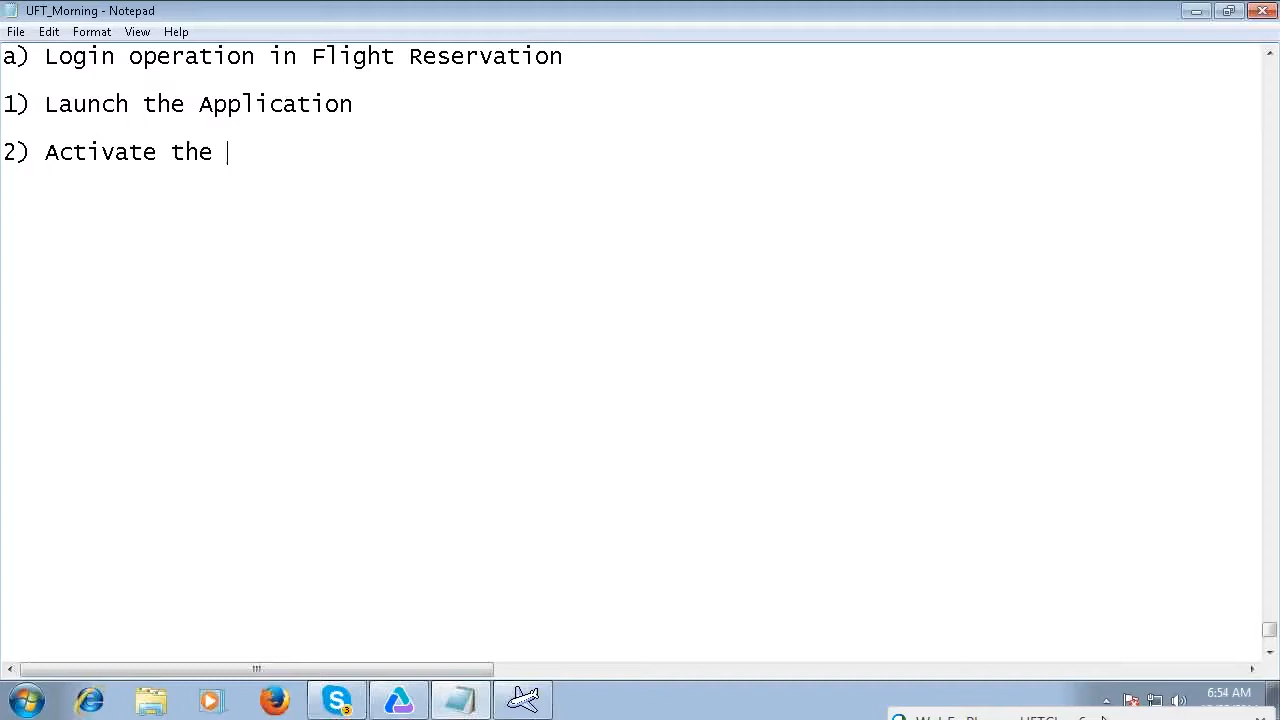 UFT_Morning - Notepad
File Edit Format View Help
a) Login operation in Flight Reservation
1) Launch the Application
2) Activate the
3
6:54 AM